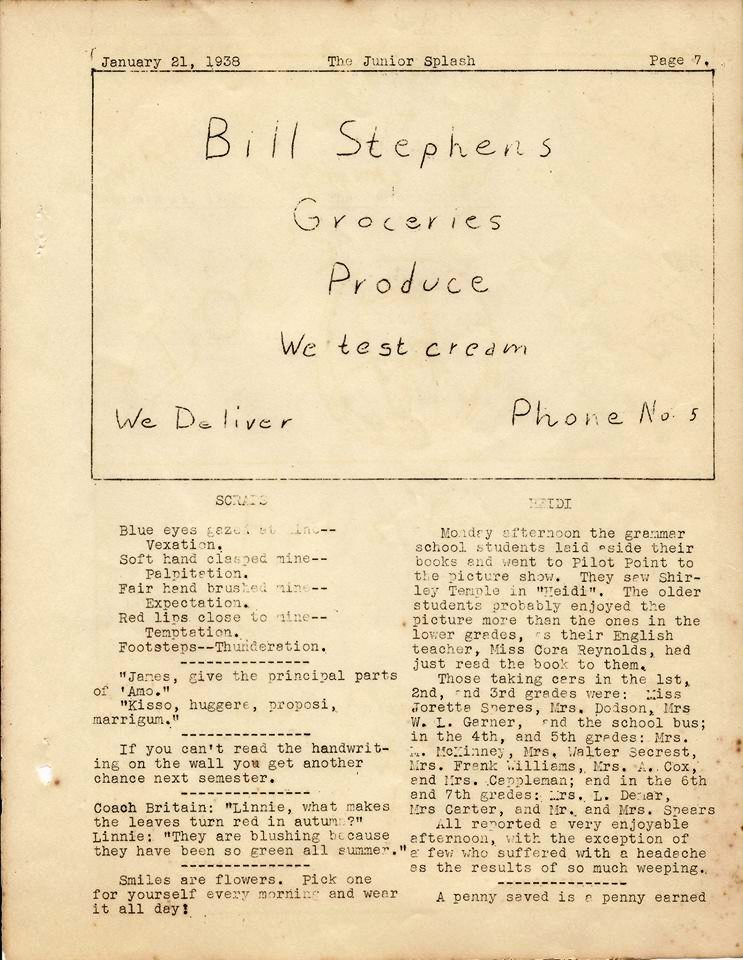 January 21, 1938 The Junior Splash Page 7.
Bill Stephens
Groceries
Produce
We test cream
We Deliver Phone No. 5
SCRAPS
Blue eyes gazed at mine--
Vexation.
Soft hand clasped mine--
Palpitation.
Fair hand brushed mine--
Expectation.
Red lips close to mine--
Temptation.
Footsteps--Thunderation.
---------------
"James, give the principal parts
of 'Amo."
"Kisso, huggere, proposi,
marrigum."
---------------
If you can't read the handwrit-
ing on the wall you get another
chance next semester.
---------------
Coach Britain: "Linnie, what makes
the leaves turn red in autumn?"
Linnie: "They are blushing because
they have been so green all summer."
---------------
Smiles are flowers. Pick one
for yourself every morning and wear
it all day!
HEIDI
Monday afternoon the grammar
school students laid aside their
books and went to Pilot Point to
the picture show. They saw Shir-
ley Temple in "Heidi". The older
students probably enjoyed the
picture more than the ones in the
lower grades, as their English
teacher, Miss Cora Reynolds, had
just read the book to them.
Those taking cars in the 1st,
2nd, and 3rd grades were: Miss
Joretta Speres, Mrs. Dodson, Mrs
W. L. Garner, and the school bus;
in the 4th, and 5th grades: Mrs.
McKinney, Mrs. Walter Secrest,
Mrs. Frank Williams, Mrs. A. Cox,
and Mrs. Cappleman; and in the 6th
and 7th grades: Mrs. L.
Mrs Carter, and Mr. and Mrs. Spears
All reported a very enjoyable
afternoon, with the exception of
a few who suffered with a headache
as the results of so much weeping.
---------------
A penny saved is a penny earned